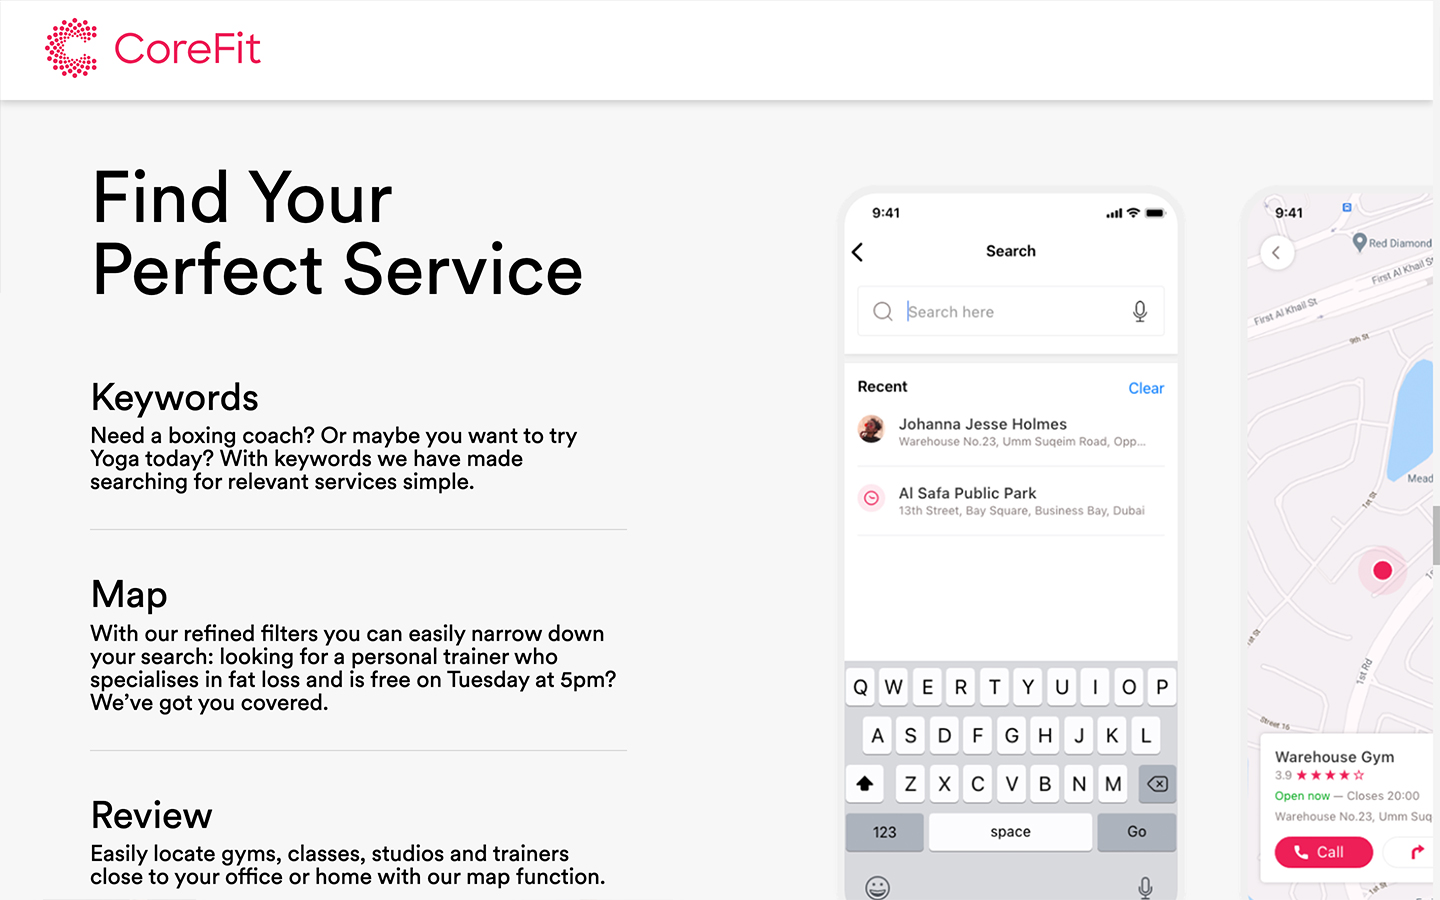 CoreFit
Find Your
Perfect Service
Keywords
Need a boxing coach? Or maybe you want to try
Yoga today? With keywords we have made
searching for relevant services simple.
Map
With our refined filters you can easily narrow down
your search: looking for a personal trainer who
specialises in fat loss and is free on Tuesday at 5pm?
We’ve got you covered.
Review
Easily locate gyms, classes, studios and trainers
close to your office or home with our map function.
9:41
Search
Search here
Recent
Clear
Johanna Jesse Holmes
Warehouse No.23, Umm Suqeim Road, Opp...
Al Safa Public Park
13th Street, Bay Square, Business Bay, Dubai
Q W E R T Y U I O P
A S D F G H J K L
Z X C V B N M
123
space
Go
9:41
Red Diamond
First Al Khail St
First Al Khail St
9th St
Mead
1st St
1st Rd
Street 16
Warehouse Gym
3.9
Open now — Closes 20:00
Warehouse No.23, Umm Suq
Call
1st St